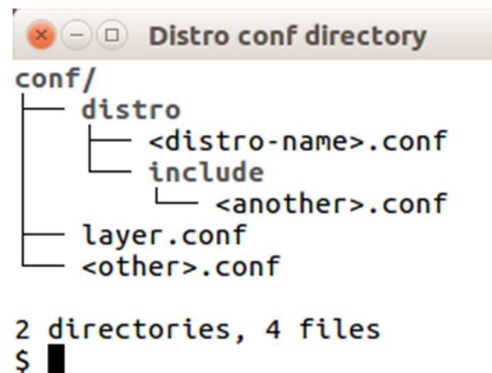 Distro conf directory
conf/
├── distro
│   ├── <distro-name>.conf
│   └── include
│       └── <another>.conf
├── layer.conf
└── <other>.conf
2 directories, 4 files
$